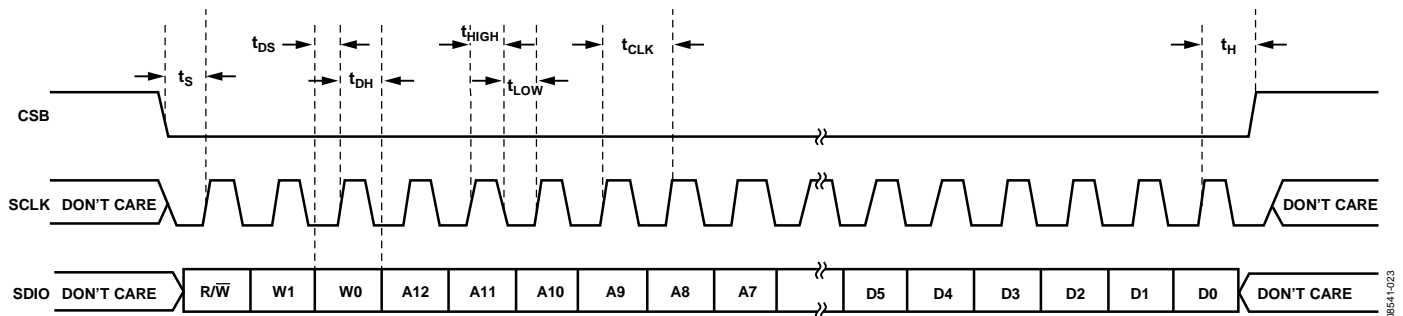 tDS
tHIGH
tCLK
tH
tS
tDH
tLOW
CSB
SCLK DON'T CARE
DON'T CARE
SDIO DON'T CARE R/W̅ W1 W0 A12 A11 A10 A9 A8 A7 D5 D4 D3 D2 D1 D0 DON'T CARE
08541-023